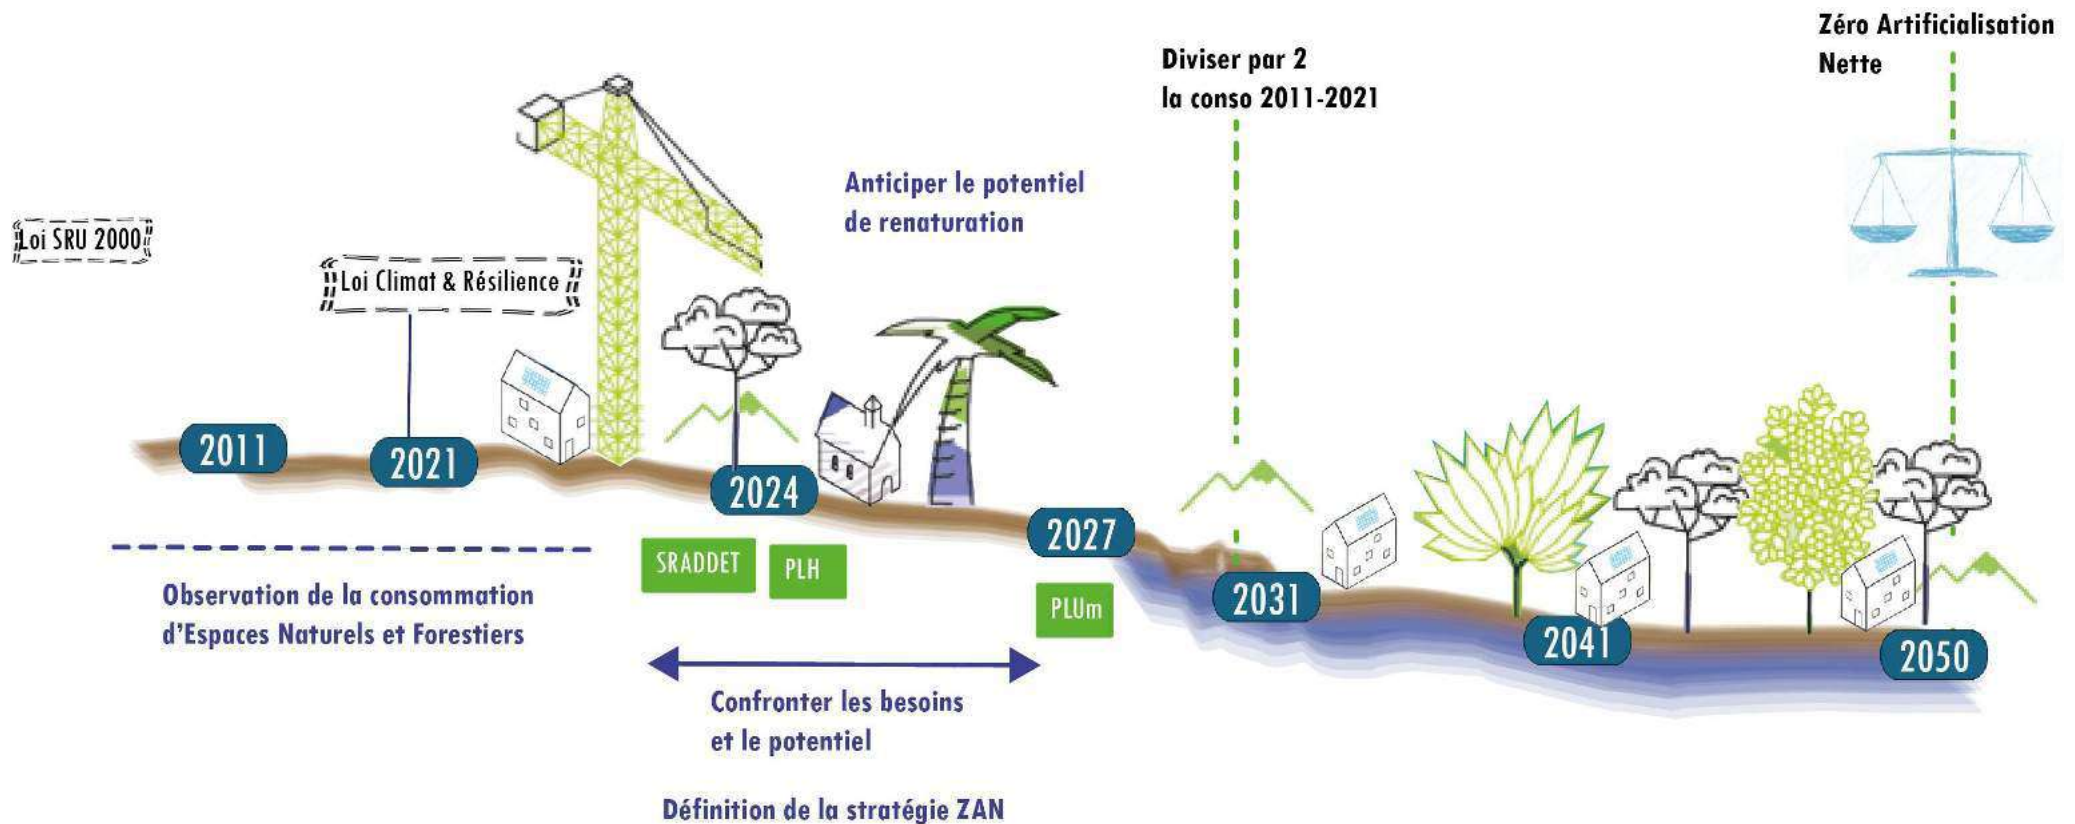 Zéro Artificialisation
Nette
Diviser par 2
la conso 2011-2021
Anticiper le potentiel
de renaturation
Loi SRU 2000
Loi Climat & Résilience
2011
2021
2024
2027
2031
2041
2050
SRADDET
PLH
PLUm
Observation de la consommation
d'Espaces Naturels et Forestiers
Confronter les besoins
et le potentiel
Définition de la stratégie ZAN